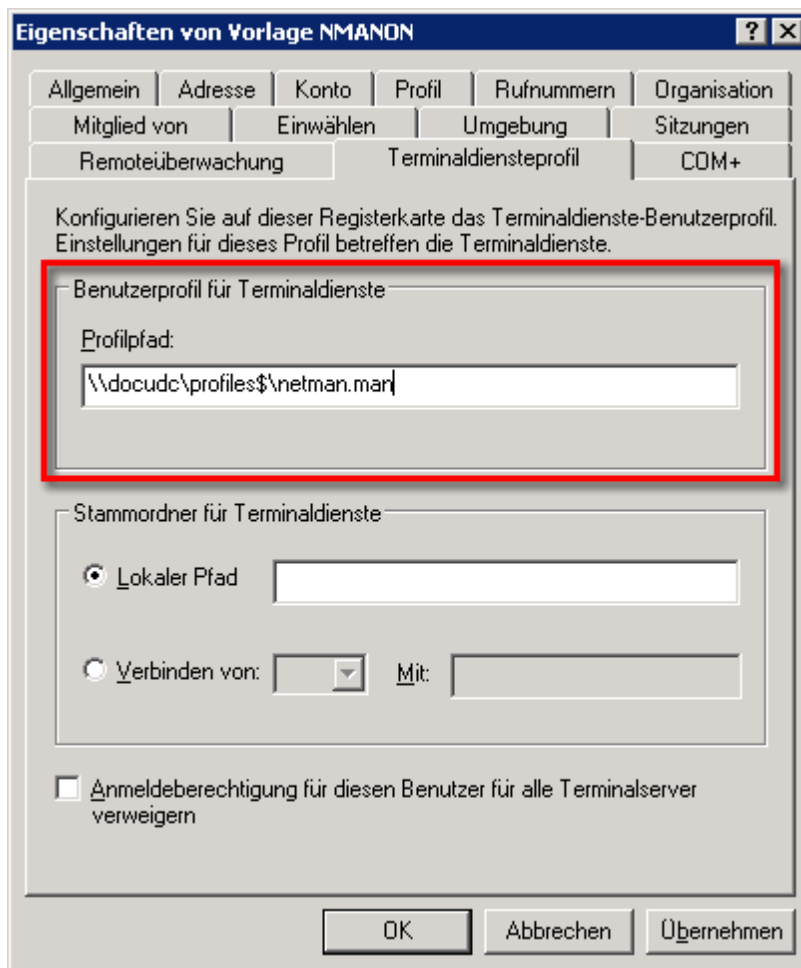 Eigenschaften von Vorlage NMANON
Allgemein Adresse Konto Profil Rufnummern Organisation
Mitglied von Einwählen Umgebung Sitzungen
Remoteüberwachung Terminaldiensteprofil COM+
Konfigurieren Sie auf dieser Registerkarte das Terminaldienste-Benutzerprofil.
Einstellungen für dieses Profil betreffen die Terminaldienste.
Benutzerprofil für Terminaldienste
Profilpfad:
\\docudc\profiles$\netman.man
Stammordner für Terminaldienste
Lokaler Pfad
Verbinden von: Mit:
Anmeldeberechtigung für diesen Benutzer für alle Terminalserver
verweigern
OK Abbrechen Übernehmen